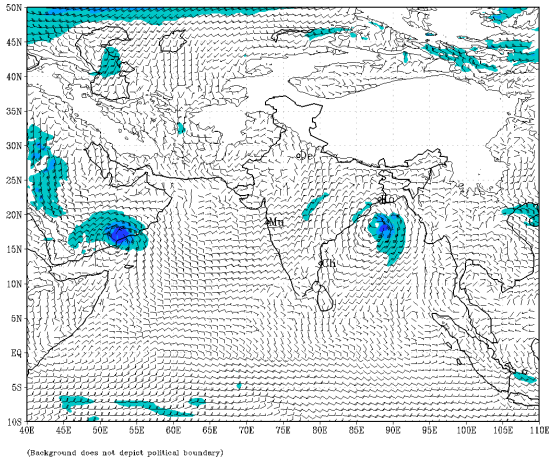 50N
45N
40N
35N
30N
25N
20N
15N
10N
5N
EQ
5S
10S
De
Mu
Ch
40E 45E 50E 55E 60E 65E 70E 75E 80E 85E 90E 95E 100E 105E 110E
(Background does not depict political boundary)